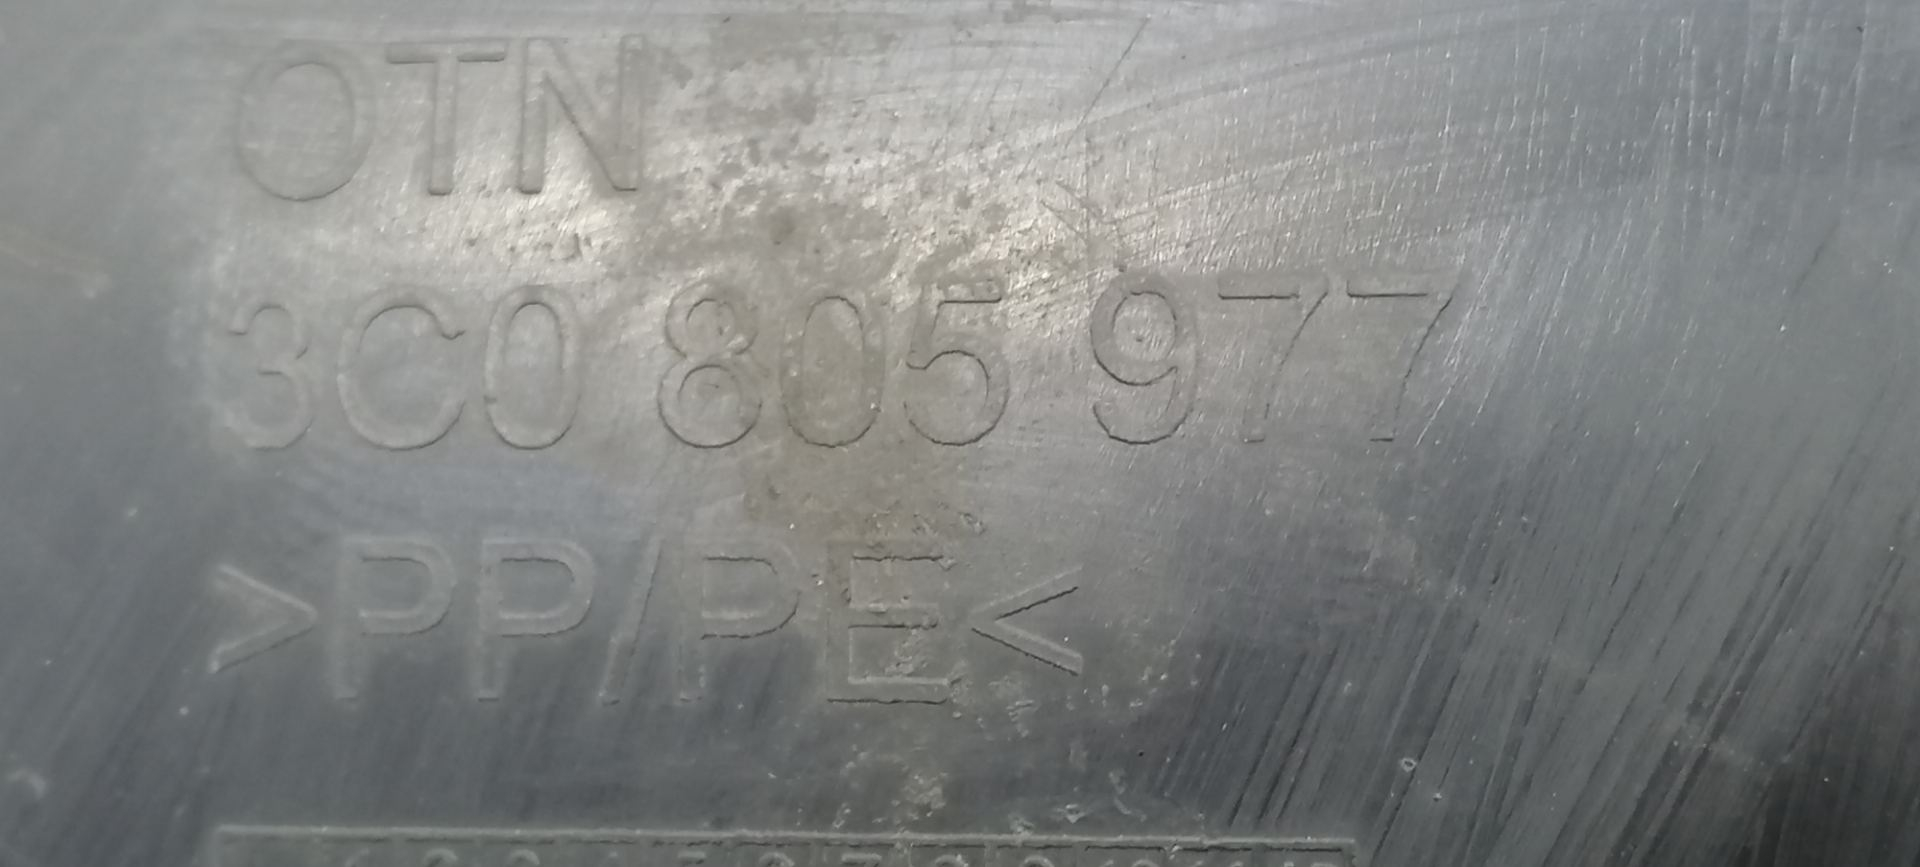 OTN
3C0 805 977
>PP/PE<